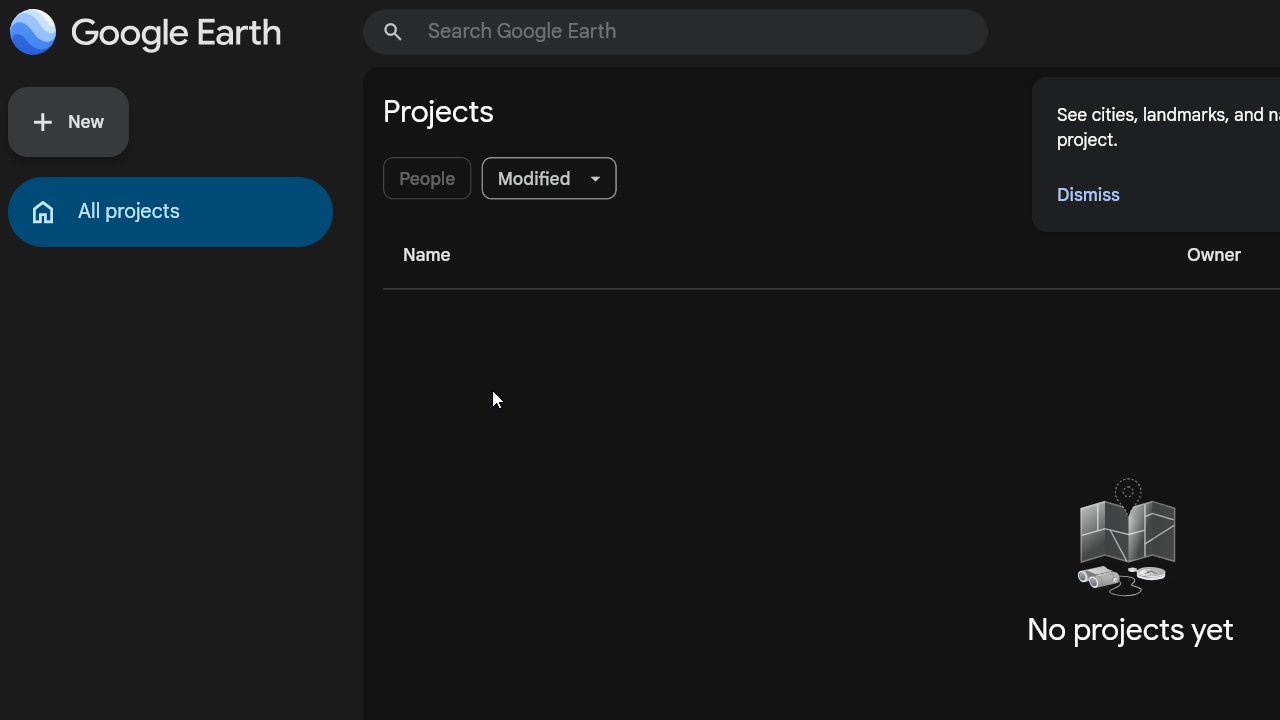 Google Earth
Search Google Earth
New
All projects
Projects
People
Modified
See cities, landmarks, and
project.
Dismiss
Name
Owner
No projects yet